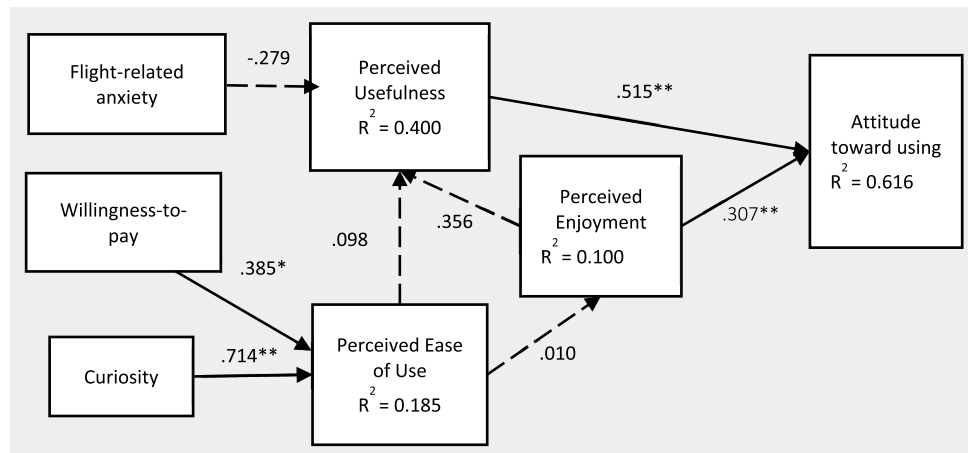 Flight-related
anxiety
-.279
Perceived
Usefulness
R² = 0.400
.515**
Attitude
toward using
R² = 0.616
Willingness-to-
pay
.385*
.098
.356
Perceived
Enjoyment
R² = 0.100
.307**
Curiosity
.714**
Perceived Ease
of Use
R² = 0.185
.010